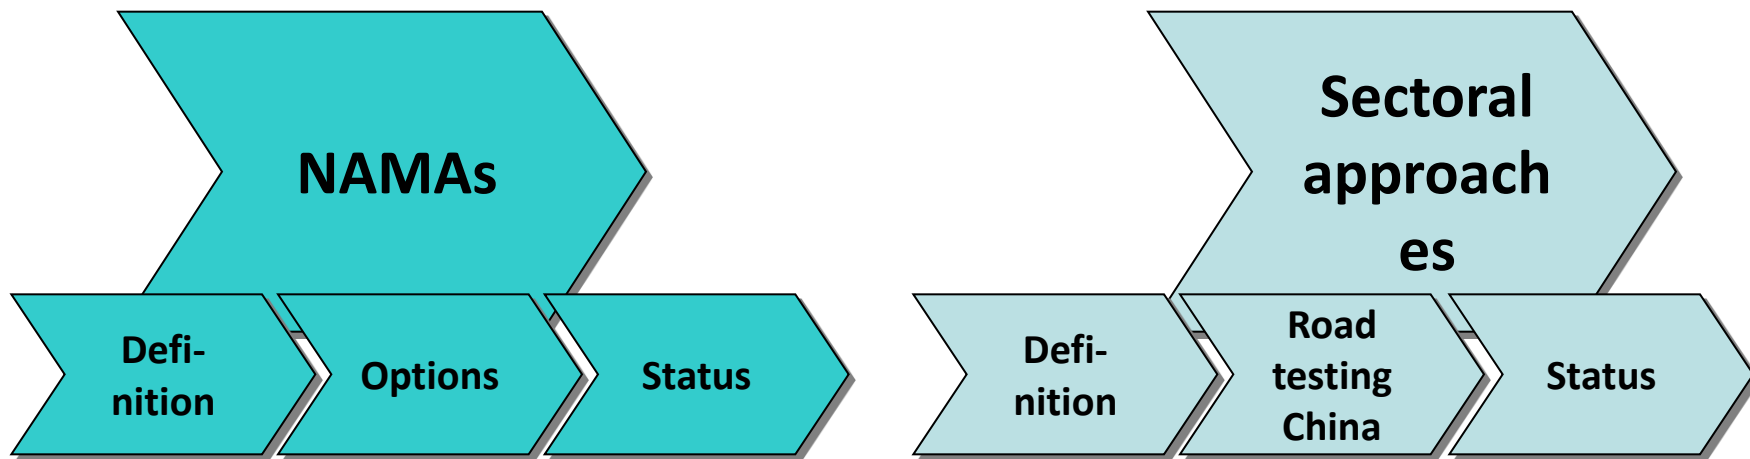 NAMAs
Defi-
nition
Options
Status
Sectoral
approach
es
Defi-
nition
Road
testing
China
Status